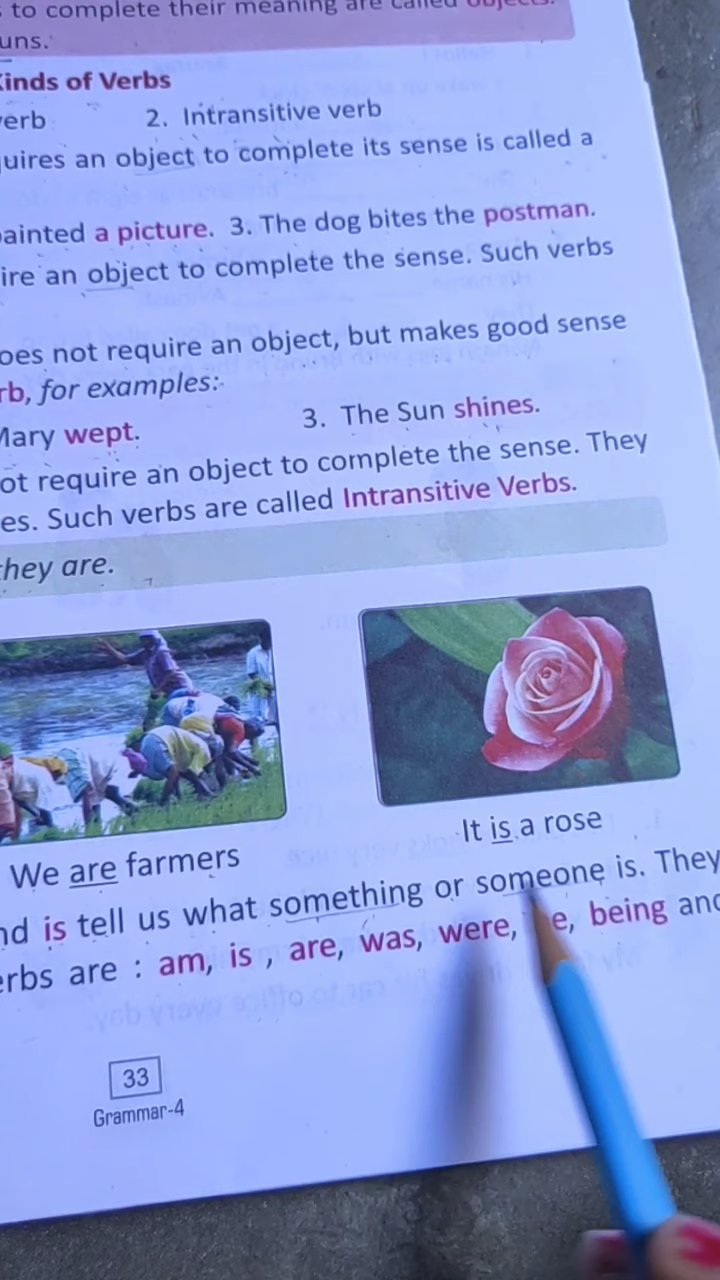 to complete their meaning are called objects.
uns.
Kinds of Verbs
verb 2. Intransitive verb
quires an object to complete its sense is called a
painted a picture. 3. The dog bites the postman.
ire an object to complete the sense. Such verbs
oes not require an object, but makes good sense
rb, for examples:-
Mary wept. 3. The Sun shines.
ot require an object to complete the sense. They
es. Such verbs are called Intransitive Verbs.
they are.
We are farmers
It is a rose
nd is tell us what something or someone is. They
erbs are : am, is , are, was, were, be, being and
33
Grammar-4